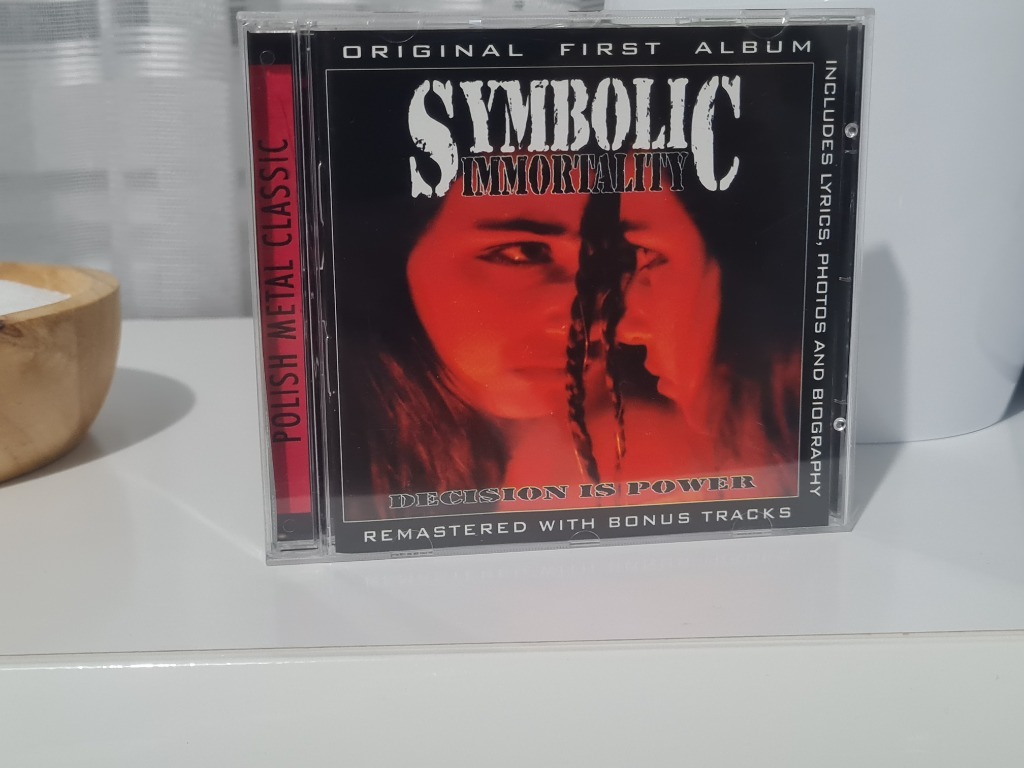 ORIGINAL FIRST ALBUM
SYMBOLIC
IMMORTALITY
DECISION IS POWER
REMASTERED WITH BONUS TRACKS
INCLUDES LYRICS, PHOTOS AND BIOGRAPHY
POLISH METAL CLASSIC